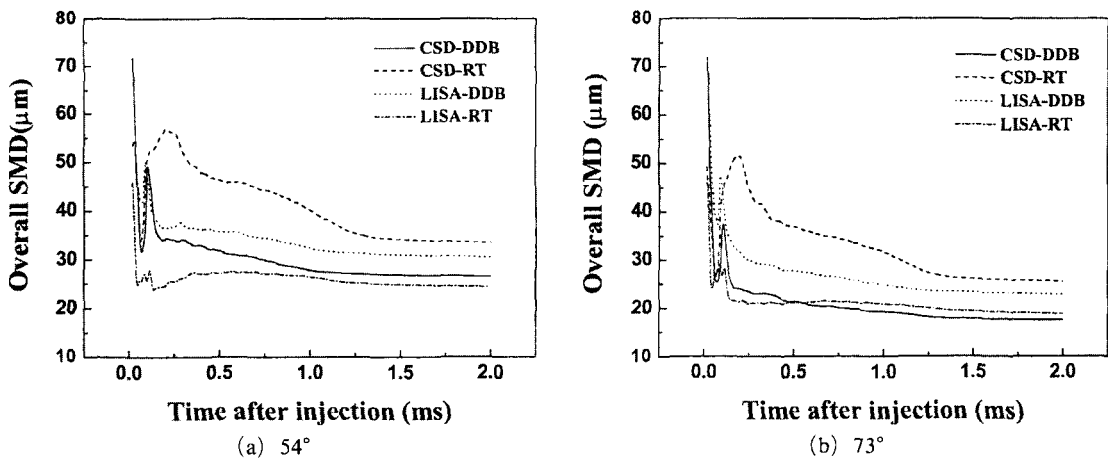 80
70
60
50
40
30
20
10
Overall SMD(μm)
CSD-DDB
CSD-RT
LISA-DDB
LISA-RT
0.0 0.5 1.0 1.5 2.0
Time after injection (ms)
(a) 54°
80
70
60
50
40
30
20
10
Overall SMD (μm)
CSD-DDB
CSD-RT
LISA-DDB
LISA-RT
0.0 0.5 1.0 1.5 2.0
Time after injection (ms)
(b) 73°